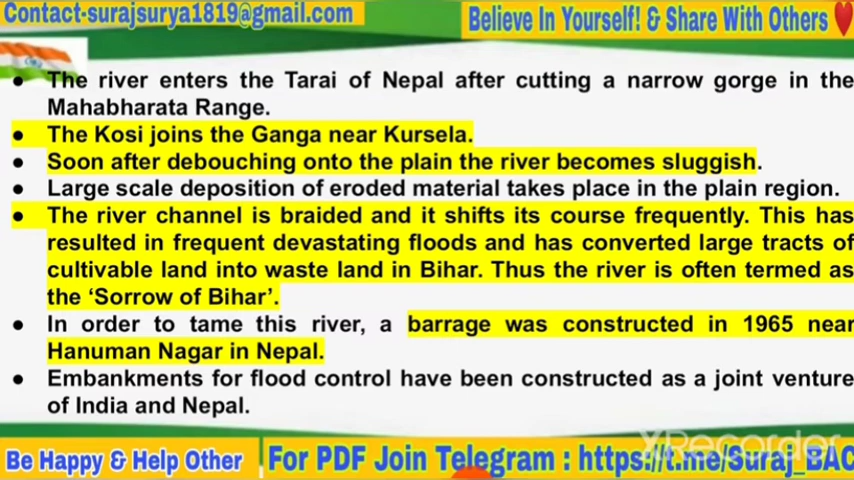 Contact-surajsurya1819@gmail.com
Believe In Yourself! & Share With Others
● The river enters the Tarai of Nepal after cutting a narrow gorge in the
Mahabharata Range.
● The Kosi joins the Ganga near Kursela.
● Soon after debouching onto the plain the river becomes sluggish.
● Large scale deposition of eroded material takes place in the plain region.
● The river channel is braided and it shifts its course frequently. This has
resulted in frequent devastating floods and has converted large tracts of
cultivable land into waste land in Bihar. Thus the river is often termed as
the ‘Sorrow of Bihar’.
● In order to tame this river, a barrage was constructed in 1965 near
Hanuman Nagar in Nepal.
● Embankments for flood control have been constructed as a joint venture
of India and Nepal.
XRecorder
Be Happy & Help Other
For PDF Join Telegram : https://t.me/Suraj_BAC